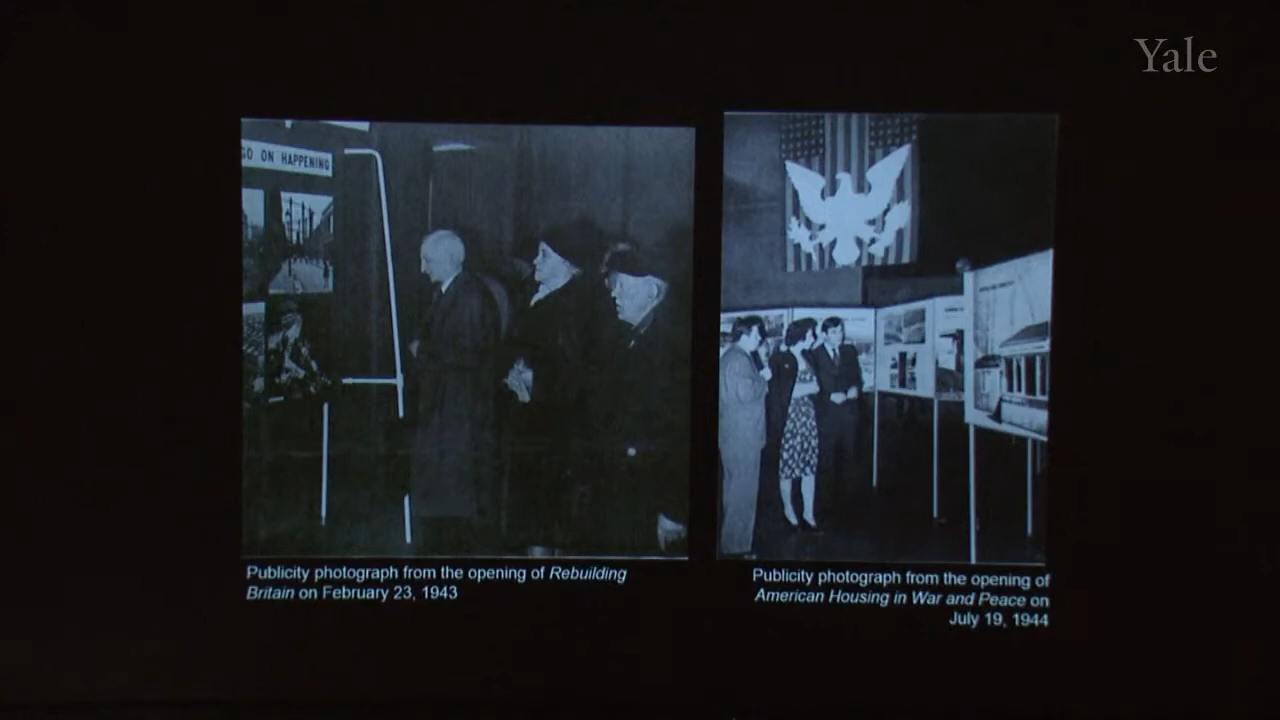 Yale
GO ON HAPPENING
Publicity photograph from the opening of Rebuilding
Britain on February 23, 1943
Publicity photograph from the opening of
American Housing in War and Peace on
July 19, 1944